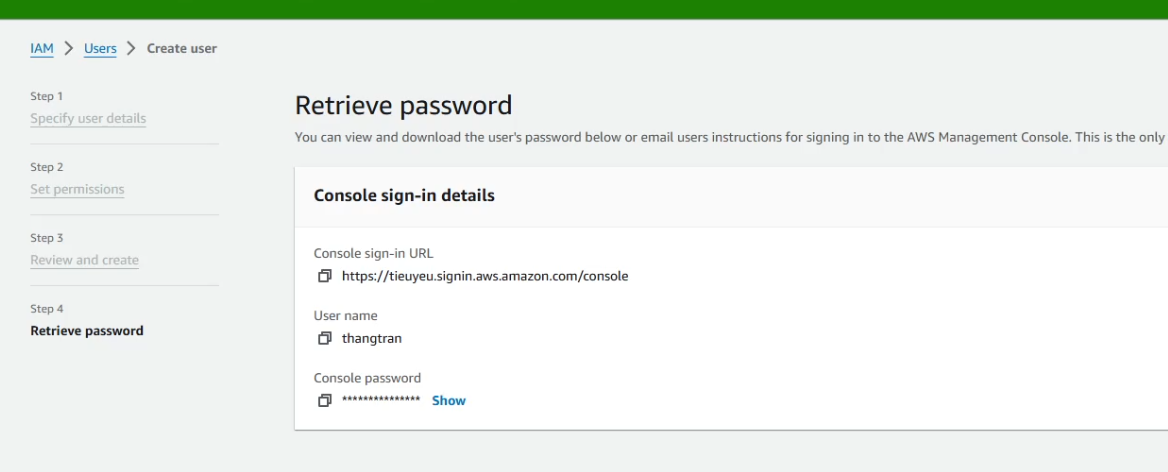 IAM > Users > Create user
Step 1
Specify user details
Step 2
Set permissions
Step 3
Review and create
Step 4
Retrieve password
Retrieve password
You can view and download the user's password below or email users instructions for signing in to the AWS Management Console. This is the only
Console sign-in details
Console sign-in URL
https://tieuyeu.signin.aws.amazon.com/console
User name
thangtran
Console password
*************** Show